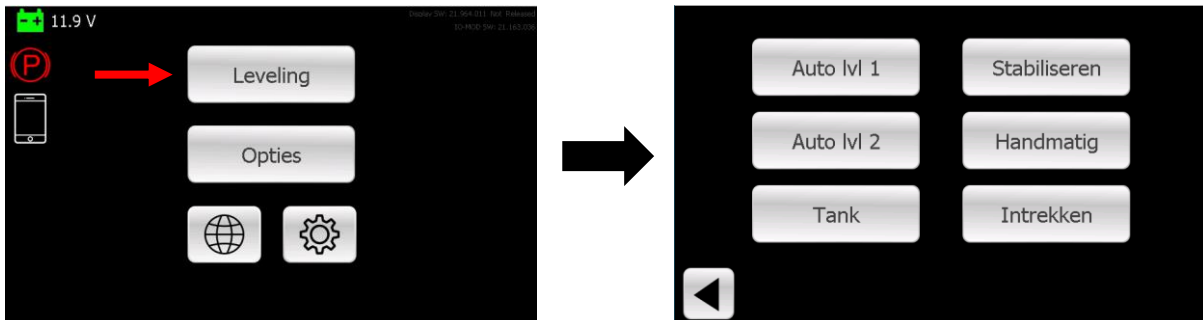 11.9 V
Display SW: 21.964.011 Not Released
IO-MOD SW: 21.163.036
P
Leveling
Opties
Auto lvl 1
Stabiliseren
Auto lvl 2
Handmatig
Tank
Intrekken